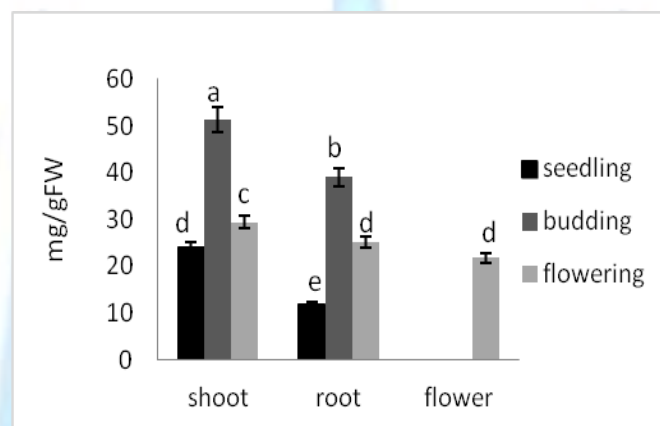 mg/gFW
60
50
40
30
20
10
0
a
b
c
d
d
d
e
shoot root flower
seedling
budding
flowering